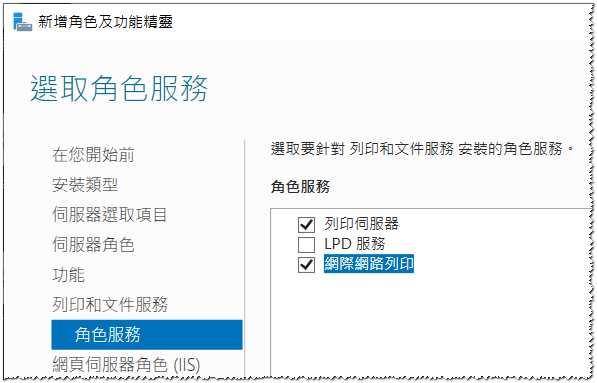 新增角色及功能精靈
選取角色服務
在您開始前
安裝類型
伺服器選取項目
伺服器角色
功能
列印和文件服務
角色服務
網頁伺服器角色 (IIS)
選取要針對 列印和文件服務 安裝的角色服務。
角色服務
列印伺服器
LPD 服務
網際網路列印